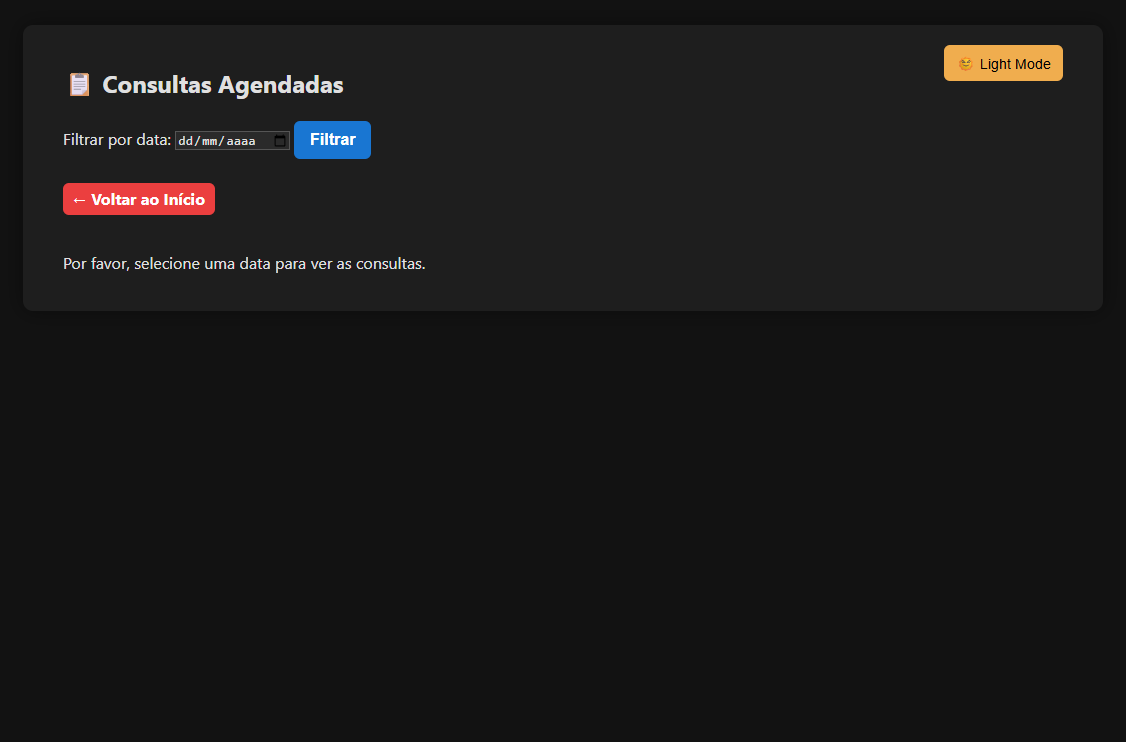 Light Mode
Consultas Agendadas
Filtrar por data: dd/mm/aaaa Filtrar
← Voltar ao Início
Por favor, selecione uma data para ver as consultas.